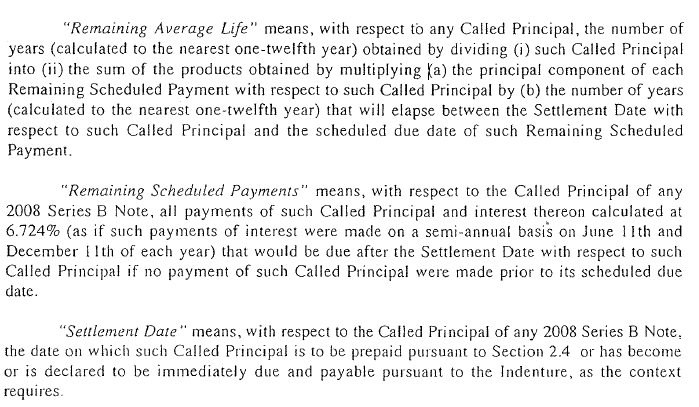 "Remaining Average Life" means, with respect to any Called Principal, the number of
years (calculated to the nearest one-twelfth year) obtained by dividing (i) such Called Principal
into (ii) the sum of the products obtained by multiplying (a) the principal component of each
Remaining Scheduled Payment with respect to such Called Principal by (b) the number of years
(calculated to the nearest one-twelfth year) that will elapse between the Settlement Date with
respect to such Called Principal and the scheduled due date of such Remaining Scheduled
Payment.
"Remaining Scheduled Payments" means, with respect to the Called Principal of any
2008 Series B Note, all payments of such Called Principal and interest thereon calculated at
6.724% (as if such payments of interest were made on a semi-annual basis on June 11th and
December 11th of each year) that would be due after the Settlement Date with respect to such
Called Principal if no payment of such Called Principal were made prior to its scheduled due
date.
"Settlement Date" means, with respect to the Called Principal of any 2008 Series B Note,
the date on which such Called Principal is to be prepaid pursuant to Section 2.4 or has become
or is declared to be immediately due and payable pursuant to the Indenture, as the context
requires.